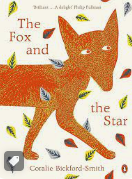 'Brilliant ... A delight' Philip Pullman
The Fox
and
the
Star
Coralie Bickford-Smith